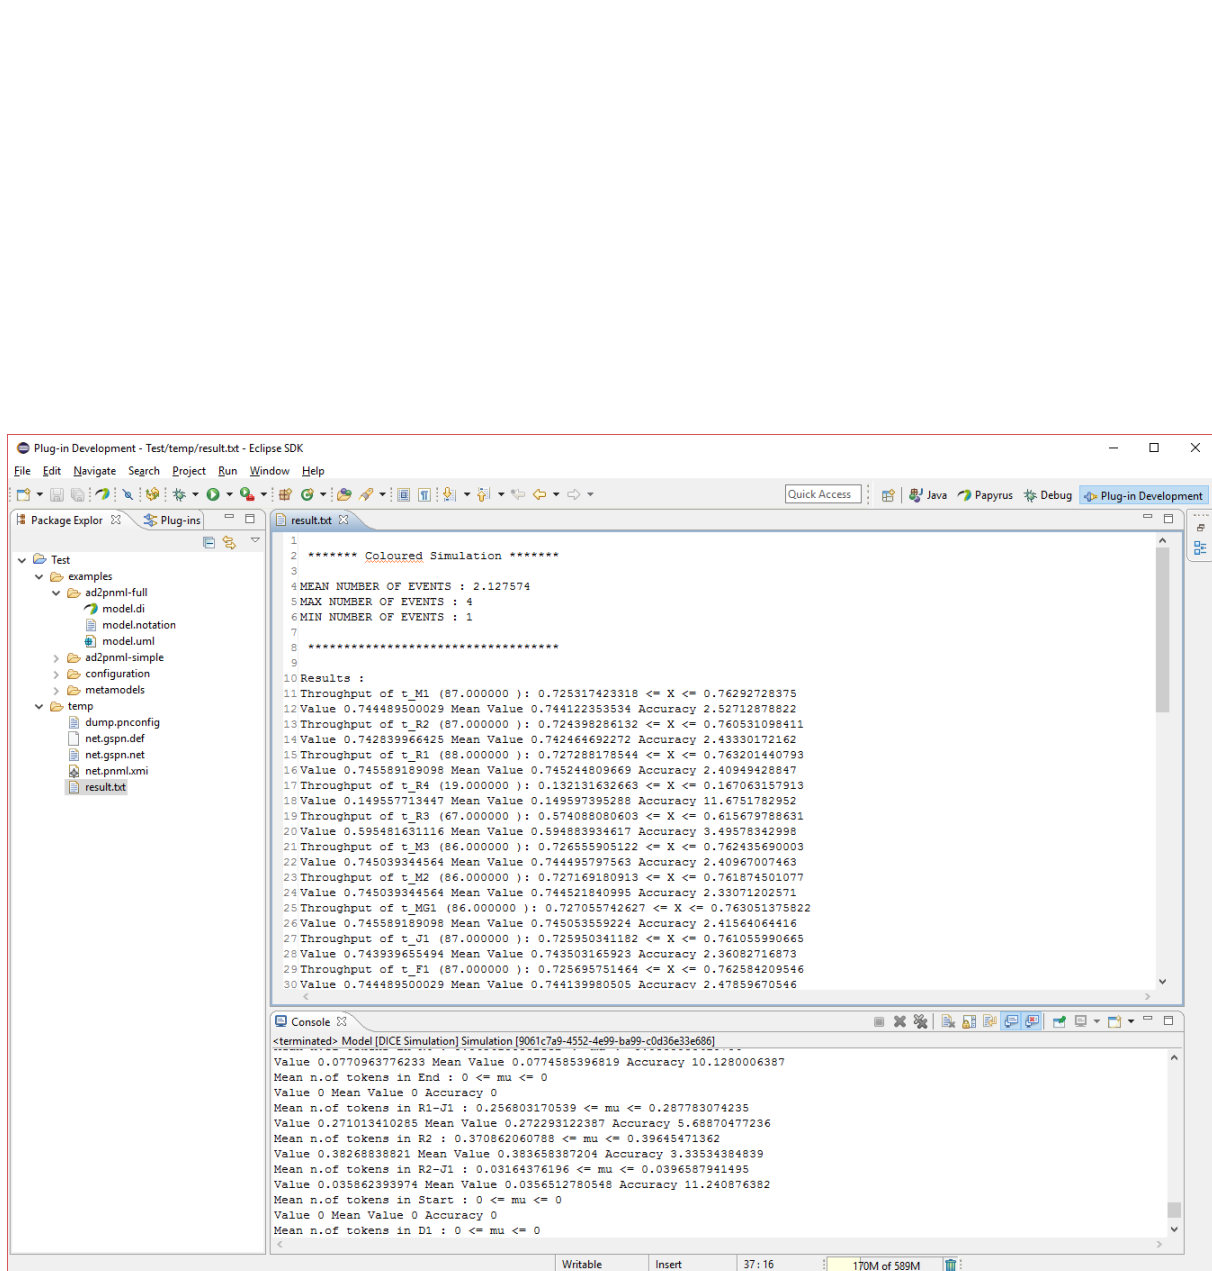 Plug-in Development - Test/temp/result.txt - Eclipse SDK
File Edit Navigate Search Project Run Window Help
Quick Access Java Papyrus Debug Plug-in Development
Package Explor Plug-ins
Test
examples
ad2pnml-full
model.di
model.notation
model.uml
ad2pnml-simple
configuration
metamodels
temp
dump.pnconfig
net.gspn.def
net.gspn.net
net.pnml.xmi
result.txt
result.txt
1
2 ******* Coloured Simulation *******
3
4 MEAN NUMBER OF EVENTS : 2.127574
5 MAX NUMBER OF EVENTS : 4
6 MIN NUMBER OF EVENTS : 1
7
8 ***********************************
9
10 Results :
11 Throughput of t_M1 (87.000000 ): 0.725317423318 <= X <= 0.76292728375
12 Value 0.744489500029 Mean Value 0.744122353534 Accuracy 2.52712878822
13 Throughput of t_R2 (87.000000 ): 0.724398286132 <= X <= 0.760531098411
14 Value 0.742839966425 Mean Value 0.742464692272 Accuracy 2.43330172162
15 Throughput of t_R1 (88.000000 ): 0.727288178544 <= X <= 0.763201440793
16 Value 0.745589189098 Mean Value 0.745244809669 Accuracy 2.40949428847
17 Throughput of t_R4 (19.000000 ): 0.132131632663 <= X <= 0.167063157913
18 Value 0.149557713447 Mean Value 0.149597395288 Accuracy 11.6751782952
19 Throughput of t_R3 (67.000000 ): 0.574088080603 <= X <= 0.615679788631
20 Value 0.595481631116 Mean Value 0.594883934617 Accuracy 3.49578342998
21 Throughput of t_M3 (86.000000 ): 0.726555905122 <= X <= 0.762435690003
22 Value 0.745039344564 Mean Value 0.744495797563 Accuracy 2.40967007463
23 Throughput of t_M2 (86.000000 ): 0.727169180913 <= X <= 0.761874501077
24 Value 0.745039344564 Mean Value 0.744521840995 Accuracy 2.33071202571
25 Throughput of t_MG1 (86.000000 ): 0.727055742627 <= X <= 0.763051375822
26 Value 0.745589189098 Mean Value 0.745053559224 Accuracy 2.41564064416
27 Throughput of t_J1 (87.000000 ): 0.725950341182 <= X <= 0.761055990665
28 Value 0.743939655494 Mean Value 0.743503165923 Accuracy 2.36082716873
29 Throughput of t_F1 (87.000000 ): 0.725695751464 <= X <= 0.762584209546
30 Value 0.744489500029 Mean Value 0.744139980505 Accuracy 2.47859670546
Console
<terminated> Model [DICE Simulation] Simulation [9061c7a9-4552-4e99-ba99-c0d36e33e686]
Value 0.0770963776233 Mean Value 0.0774585396819 Accuracy 10.1280006387
Mean n.of tokens in End : 0 <= mu <= 0
Value 0 Mean Value 0 Accuracy 0
Mean n.of tokens in R1-J1 : 0.256803170539 <= mu <= 0.287783074235
Value 0.271013410285 Mean Value 0.272293122387 Accuracy 5.68870477236
Mean n.of tokens in R2 : 0.370862060788 <= mu <= 0.39645471362
Value 0.38268838821 Mean Value 0.383658387204 Accuracy 3.33534384839
Mean n.of tokens in R2-J1 : 0.03164376196 <= mu <= 0.0396587941495
Value 0.035862393974 Mean Value 0.0356512780548 Accuracy 11.240876382
Mean n.of tokens in Start : 0 <= mu <= 0
Value 0 Mean Value 0 Accuracy 0
Mean n.of tokens in D1 : 0 <= mu <= 0
Writable Insert 37 : 16 170M of 589M